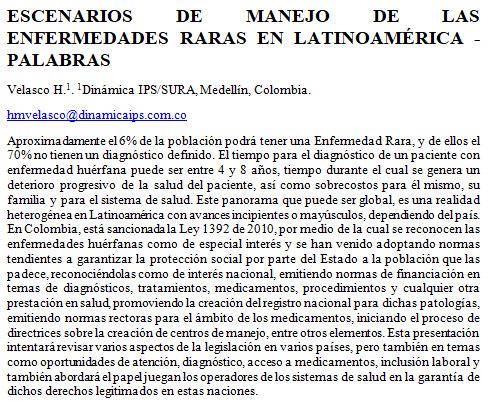 ESCENARIOS DE MANEJO DE LAS
ENFERMEDADES RARAS EN LATINOAMÉRICA -
PALABRAS
Velasco H.¹. ¹Dinámica IPS/SURA, Medellín, Colombia.
hmvelasco@dinamicaips.com.co
Aproximadamente el 6% de la población podrá tener una Enfermedad Rara, y de ellos el
70% no tienen un diagnóstico definido. El tiempo para el diagnóstico de un paciente con
enfermedad huérfana puede ser entre 4 y 8 años, tiempo durante el cual se genera un
deterioro progresivo de la salud del paciente, así como sobrecostos para él mismo, su
familia y para el sistema de salud. Este panorama que puede ser global, es una realidad
heterogénea en Latinoamérica con avances incipientes o mayúsculos, dependiendo del país.
En Colombia, está sancionada la Ley 1392 de 2010, por medio de la cual se reconocen las
enfermedades huérfanas como de especial interés y se han venido adoptando normas
tendientes a garantizar la protección social por parte del Estado a la población que las
padece, reconociéndolas como de interés nacional, emitiendo normas de financiación en
temas de diagnósticos, tratamientos, medicamentos, procedimientos y cualquier otra
prestación en salud, promoviendo la creación del registro nacional para dichas patologías,
emitiendo normas rectoras para el ámbito de los medicamentos, iniciando el proceso de
directrices sobre la creación de centros de manejo, entre otros elementos. Esta presentación
intentará revisar varios aspectos de la legislación en varios países, pero también en temas
como oportunidades de atención, diagnóstico, acceso a medicamentos, inclusión laboral y
también abordará el papel juegan los operadores de los sistemas de salud en la garantía de
dichos derechos legitimados en estas naciones.